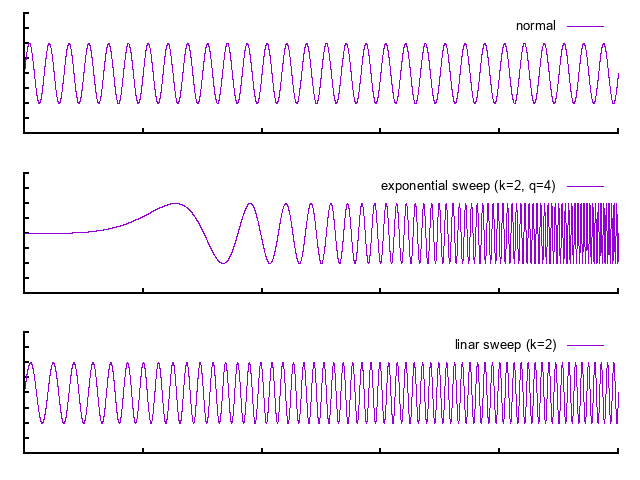 normal
exponential sweep (k=2, q=4)
linar sweep (k=2)